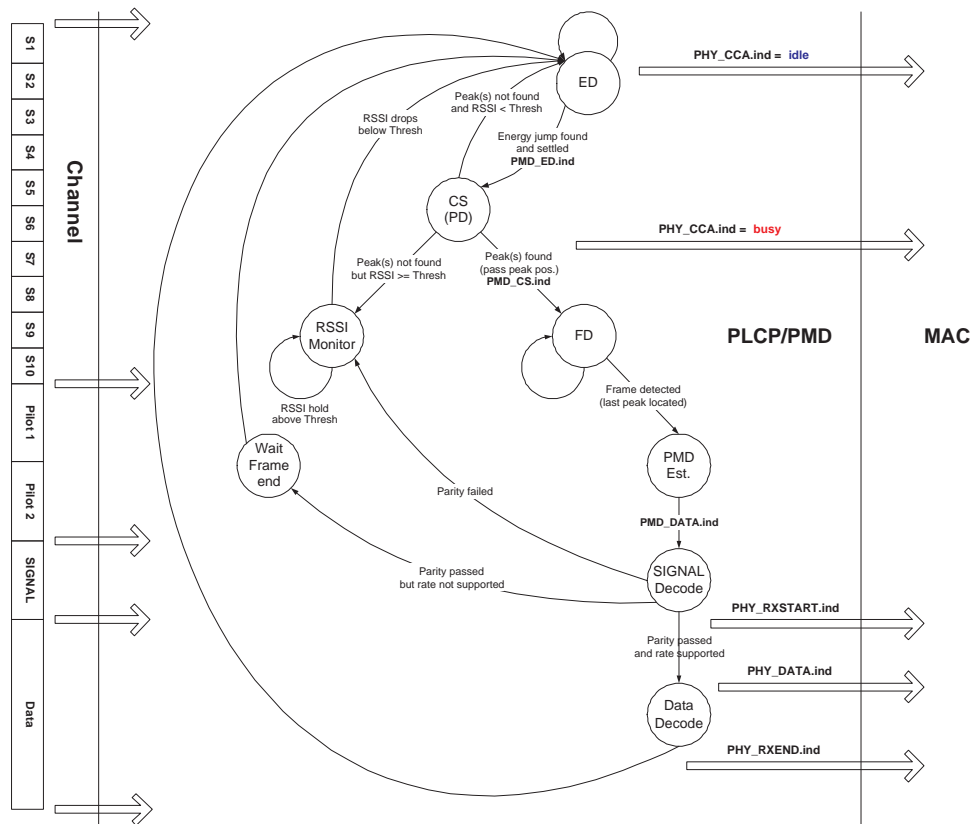 S1
S2
S3
S4
S5
S6
S7
S8
S9
S10
Pilot 1
Pilot 2
SIGNAL
Data
Channel
ED
PHY_CCA.ind = idle
Peak(s) not found
and RSSI < Thresh
RSSI drops
below Thresh
Energy jump found
and settled
PMD_ED.ind
CS
(PD)
PHY_CCA.ind = busy
Peak(s) not found
but RSSI >= Thresh
Peak(s) found
(pass peak pos.)
PMD_CS.ind
RSSI
Monitor
FD
PLCP/PMD
MAC
RSSI hold
above Thresh
Frame detected
(last peak located)
Wait
Frame
end
PMD
Est.
Parity failed
PMD_DATA.ind
Parity passed
but rate not supported
SIGNAL
Decode
PHY_RXSTART.ind
Parity passed
and rate supported
PHY_DATA.ind
Data
Decode
PHY_RXEND.ind